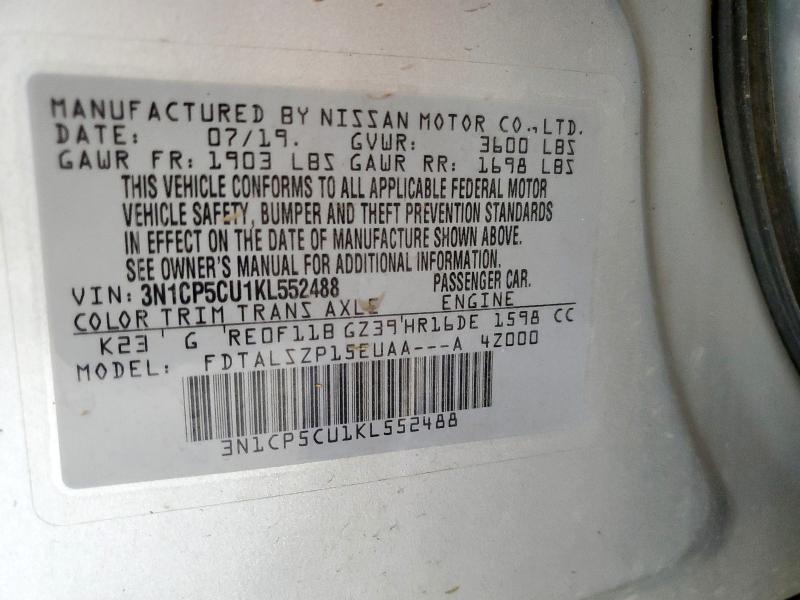 MANUFACTURED BY NISSAN MOTOR CO.,LTD.
DATE: 07/19. GVWR: 3600 LBS
GAWR FR: 1903 LBS GAWR RR: 1698 LBS
THIS VEHICLE CONFORMS TO ALL APPLICABLE FEDERAL MOTOR
VEHICLE SAFETY, BUMPER AND THEFT PREVENTION STANDARDS
IN EFFECT ON THE DATE OF MANUFACTURE SHOWN ABOVE.
SEE OWNER'S MANUAL FOR ADDITIONAL INFORMATION.
VIN: 3N1CP5CU1KL552488 PASSENGER CAR.
COLOR TRIM TRANS AXLE ENGINE
K23 ' G ' RE0F11B GZ39 ' HR16DE 1598 CC
MODEL: FDTALSZP15EUAA---A 4Z000
3N1CP5CU1KL552488